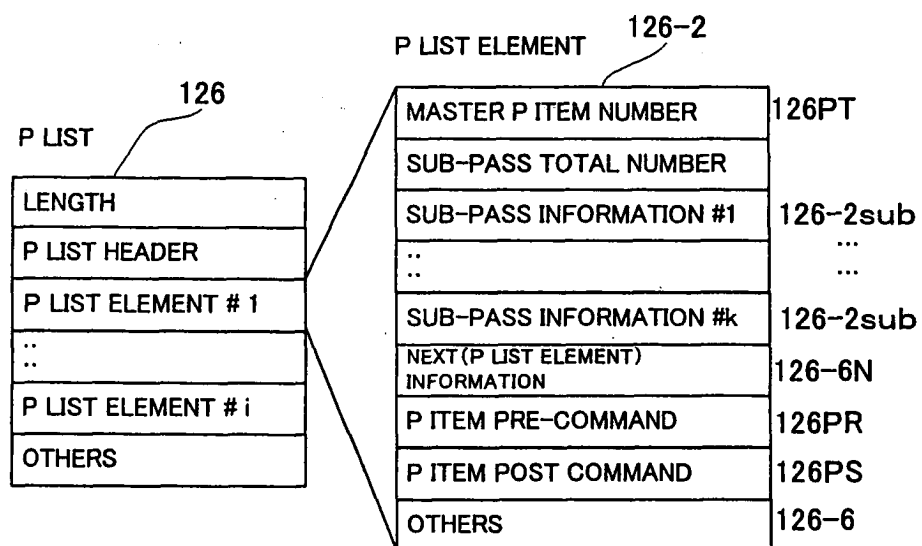 126
P LIST
LENGTH
P LIST HEADER
P LIST ELEMENT # 1
::
::
P LIST ELEMENT # i
OTHERS
126-2
P LIST ELEMENT
MASTER P ITEM NUMBER 126PT
SUB-PASS TOTAL NUMBER
SUB-PASS INFORMATION #1 126-2sub
:: ...
:: ...
SUB-PASS INFORMATION #k 126-2sub
NEXT(P LIST ELEMENT)
INFORMATION 126-6N
P ITEM PRE-COMMAND 126PR
P ITEM POST COMMAND 126PS
OTHERS 126-6